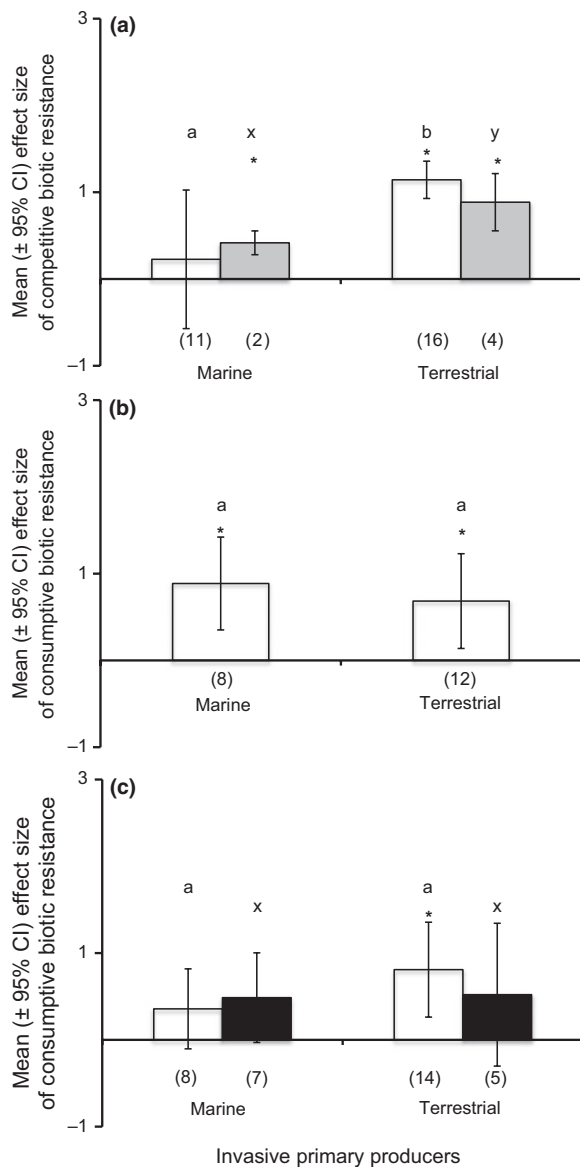 3
(a)
a x b y
* * *
1
Mean (± 95% CI) effect size
of competitive biotic resistance
(11) (2) (16) (4)
–1
Marine Terrestrial
3
(b)
a a
* *
1
Mean (± 95% CI) effect size
of consumptive biotic resistance
(8) (12)
Marine Terrestrial
–1
3
(c)
a x a x
*
1
Mean (± 95% CI) effect size
of consumptive biotic resistance
(8) (7) (14) (5)
Marine Terrestrial
–1
Invasive primary producers